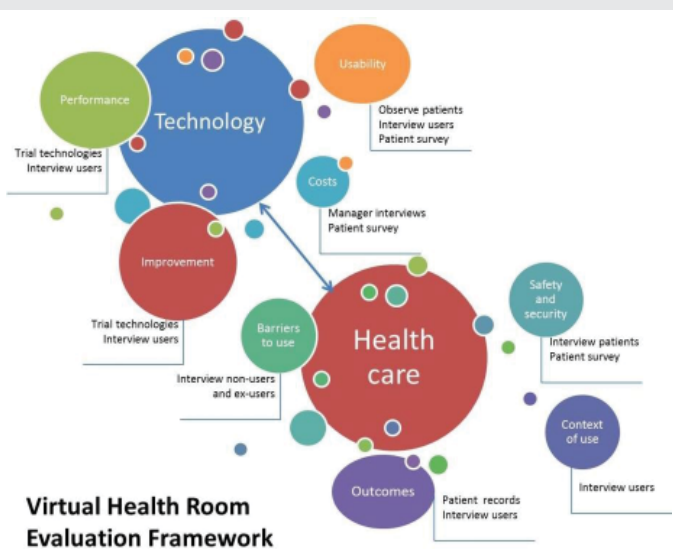 Usability
Performance
Technology
Observe patients
Interview users
Patient survey
Trial technologies
Interview users
Costs
Manager interviews
Patient survey
Improvement
Safety
and
security
Trial technologies
Interview users
Barriers
to use
Health
care
Interview patients
Patient survey
Interview non-users
and ex-users
Context
of use
Outcomes
Interview users
Patient records
Interview users
Virtual Health Room
Evaluation Framework